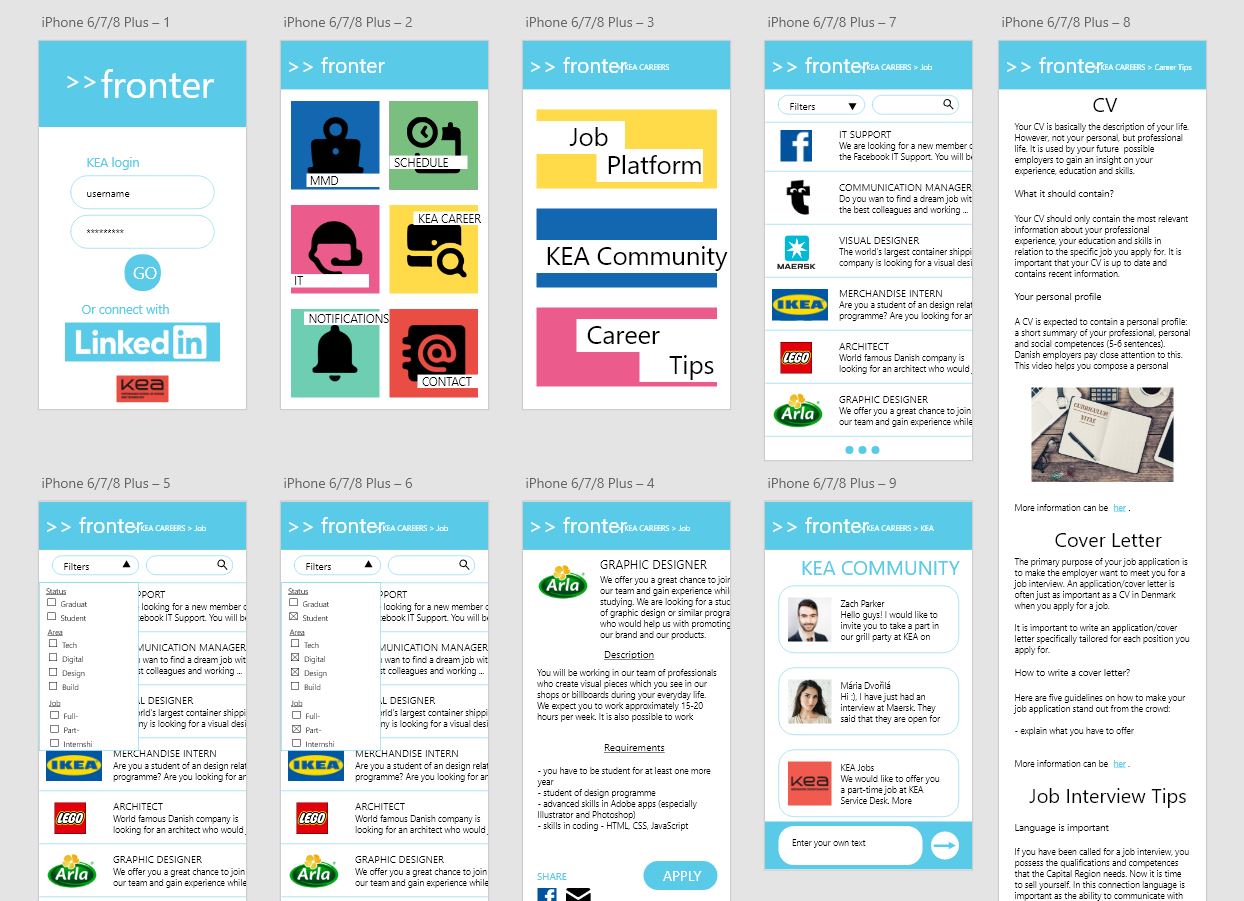 iPhone 6/7/8 Plus – 1
>>fronter
KEA login
username
*********
GO
Or connect with
Linked in
kea
iPhone 6/7/8 Plus – 2
>> fronter
MMD
SCHEDULE
IT
KEA CAREER
NOTIFICATIONS
CONTACT
iPhone 6/7/8 Plus – 3
>> fronter KEA CAREERS
Job
Platform
KEA Community
Career
Tips
iPhone 6/7/8 Plus – 7
>> fronter KEA CAREERS > Job
Filters
IT SUPPORT
We are looking for a new member o
the Facebook IT Support. You will be
COMMUNICATION MANAGER
Do you wan to find a dream job wit
the best colleagues and working ...
VISUAL DESIGNER
The world's largest container shippi
company is looking for a visual desi
MAERSK
MERCHANDISE INTERN
Are you a student of an design relat
programme? Are you looking for an
IKEA
ARCHITECT
World famous Danish company is
looking for an architect who would
LEGO
GRAPHIC DESIGNER
We offer you a great chance to join
our team and gain experience while
Arla
iPhone 6/7/8 Plus – 8
>> fronter KEA CAREERS > Career Tips
CV
Your CV is basically the description of your life.
However, not your personal, but professional
life. It is used by your future possible
employers to gain an insight on your
experience, education and skills.
What it should contain?
Your CV should only contain the most relevant
information about your professional
experience, your education and skills in
relation to the specific job you apply for. It is
important that your CV is up to date and
contains recent information.
Your personal profile
A CV is expected to contain a personal profile:
a short summary of your professional, personal
and social competences (5-6 sentences).
Danish employers pay close attention to this.
This video helps you compose a personal
CURRICULUM
VITAE
More information can be her .
Cover Letter
The primary purpose of your job application is
to make the employer want to meet you for a
job interview. An application/cover letter is
often just as important as a CV in Denmark
when you apply for a job.
It is important to write an application/cover
letter specifically tailored for each position you
apply for.
How to write a cover letter?
Here are five guidelines on how to make your
job application stand out from the crowd:
- explain what you have to offer
More information can be her .
Job Interview Tips
Language is important
If you have been called for a job interview, you
possess the qualifications and competences
that the Capital Region needs. Now it is time
to sell yourself. In this connection language is
important as the ability to communicate with
iPhone 6/7/8 Plus – 5
>> fronter KEA CAREERS > Job
Filters
Status
Graduat
Student
Area
Tech
Digital
Design
Build
Job
Full-
Part-
Internshi
PPORT
looking for a new member o
cebook IT Support. You will be
MUNICATION MANAGER
wan to find a dream job wit
st colleagues and working ...
L DESIGNER
rld's largest container shippi
ny is looking for a visual desi
MERCHANDISE INTERN
Are you a student of an design relat
programme? Are you looking for an
IKEA
ARCHITECT
World famous Danish company is
looking for an architect who would
LEGO
GRAPHIC DESIGNER
We offer you a great chance to join
our team and gain experience while
Arla
iPhone 6/7/8 Plus – 6
>> fronter KEA CAREERS > Job
Filters
Status
Graduat
Student
Area
Tech
Digital
Design
Build
Job
Full-
Part-
Internshi
PPORT
looking for a new member o
cebook IT Support. You will be
MUNICATION MANAGER
wan to find a dream job wit
st colleagues and working ...
L DESIGNER
rld's largest container shippi
ny is looking for a visual desi
MERCHANDISE INTERN
Are you a student of an design relat
programme? Are you looking for an
IKEA
ARCHITECT
World famous Danish company is
looking for an architect who would
LEGO
GRAPHIC DESIGNER
We offer you a great chance to join
our team and gain experience while
Arla
iPhone 6/7/8 Plus – 4
>> fronter KEA CAREERS > Job
Arla
GRAPHIC DESIGNER
We offer you a great chance to join
our team and gain experience while
studying. We are looking for a stud
of graphic design or similar progra
who would help us with promoting
our brand and our products.
Description
You will be working in our team of professionals
who create visual pieces which you see in our
shops or billboards during your everyday life.
We expect you to work approximately 15-20
hours per week. It is also possible to work
Requirements
- you have to be student for at least one more
year
- student of design programme
- advanced skills in Adobe apps (especially
Illustrator and Photoshop)
- skills in coding - HTML, CSS, JavaScript
SHARE
APPLY
iPhone 6/7/8 Plus – 9
>> fronter KEA CAREERS > KEA
KEA COMMUNITY
Zach Parker
Hello guys! I would like to
invite you to take a part in
our grill party at KEA on
Mária Dvořilá
Hi :), I have just had an
interview at Maersk. They
said that they are open for
kea
KEA Jobs
We would like to offer you
a part-time job at KEA
Service Desk. More
Enter your own text